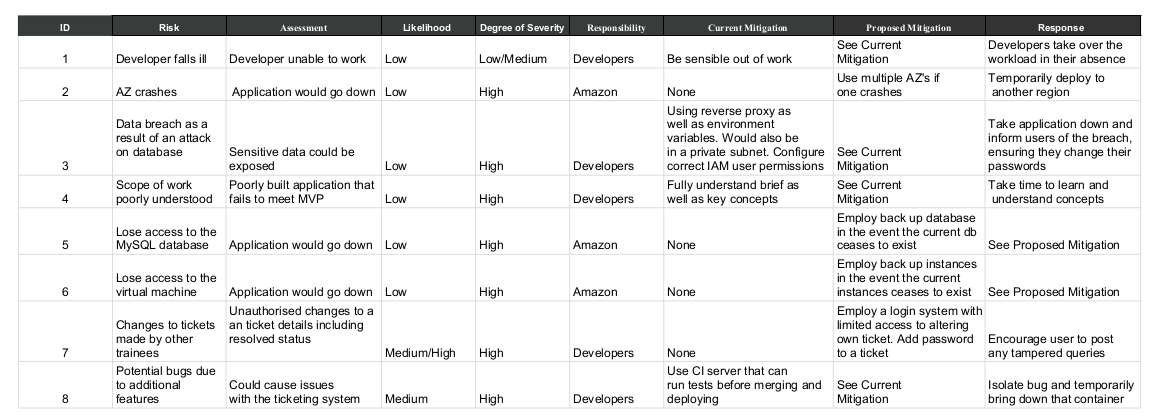 ID Risk Assessment Likelihood Degree of Severity Responsibility Current Mitigation Proposed Mitigation Response
1 Developer falls ill Developer unable to work Low Low/Medium Developers Be sensible out of work See Current
Mitigation Developers take over the
workload in their absence
2 AZ crashes Application would go down Low High Amazon None Use multiple AZ's if
one crashes Temporarily deploy to
another region
3 Data breach as a
result of an attack
on database Sensitive data could be
exposed Low High Developers Using reverse proxy as
well as environment
variables. Would also be
in a private subnet. Configure
correct IAM user permissions See Current
Mitigation Take application down and
inform users of the breach,
ensuring they change their
passwords
4 Scope of work
poorly understood Poorly built application that
fails to meet MVP Low High Developers Fully understand brief as
well as key concepts See Current
Mitigation Take time to learn and
understand concepts
5 Lose access to the
MySQL database Application would go down Low High Amazon None Employ back up database
in the event the current db
ceases to exist See Proposed Mitigation
6 Lose access to the
virtual machine Application would go down Low High Amazon None Employ back up instances
in the event the current
instances ceases to exist See Proposed Mitigation
7 Changes to tickets
made by other
trainees Unauthorised changes to a
an ticket details including
resolved status Medium/High High Developers None Employ a login system with
limited access to altering
own ticket. Add password
to a ticket Encourage user to post
any tampered queries
8 Potential bugs due
to additional
features Could cause issues
with the ticketing system Medium High Developers Use CI server that can
run tests before merging and
deploying See Current
Mitigation Isolate bug and temporarily
bring down that container